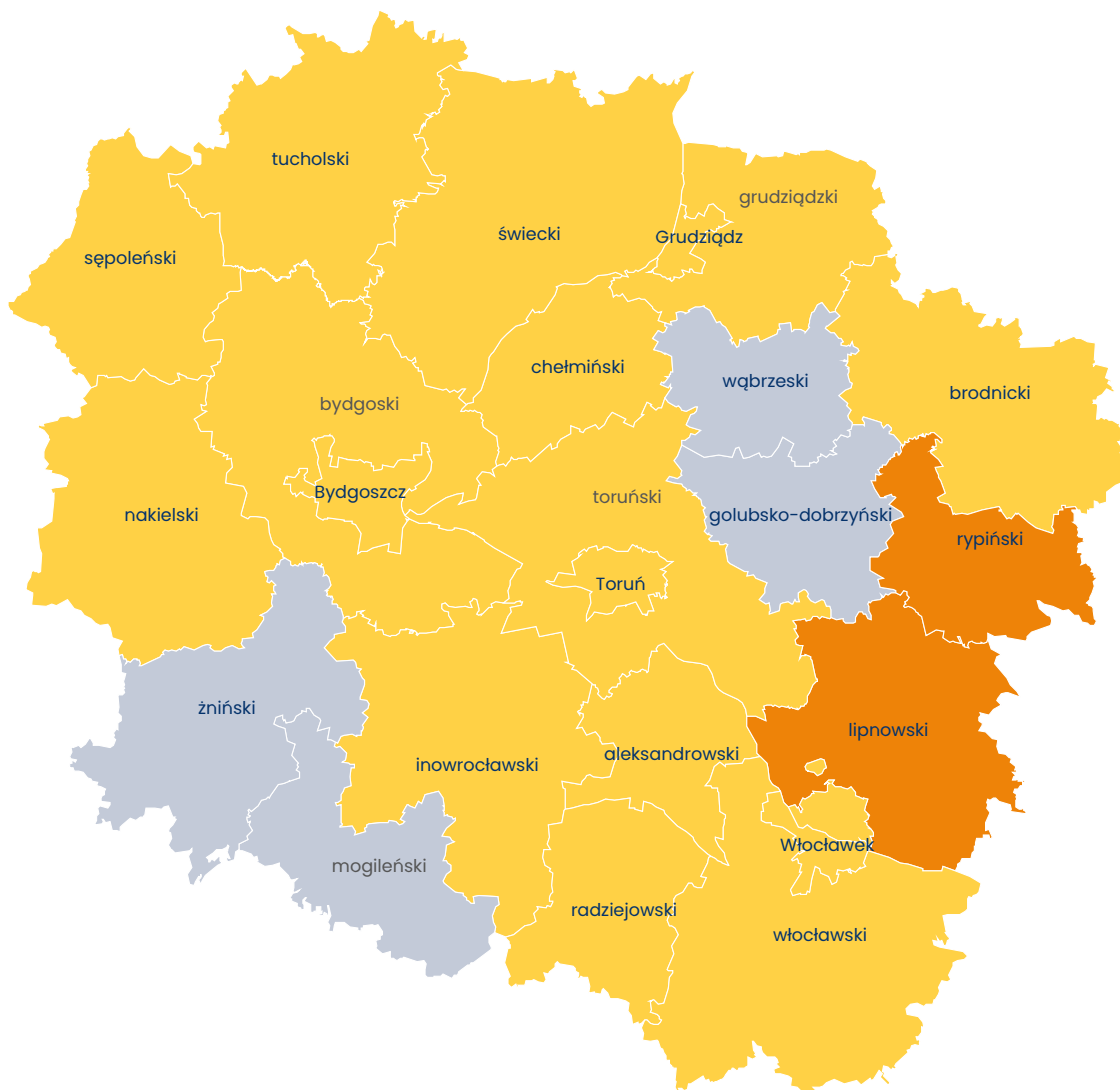 tucholski
grudziądzki
świecki
Grudziądz
sępoleński
chełmiński
wąbrzeski
brodnicki
bydgoski
Bydgoszcz
toruński
nakielski
golubsko-dobrzyński
rypiński
Toruń
żniński
lipnowski
aleksandrowski
inowrocławski
Włocławek
mogileński
radziejowski
włocławski